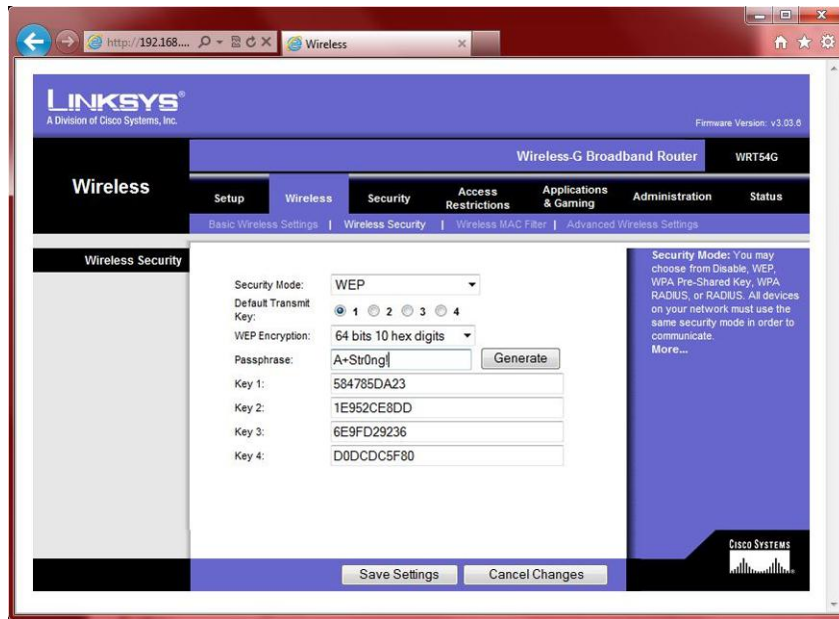 http://192.168....
Wireless
LINKSYS®
A Division of Cisco Systems, Inc.
Firmware Version: v3.03.6
Wireless-G Broadband Router WRT54G
Wireless
Setup Wireless Security Access Restrictions Applications & Gaming Administration Status
Basic Wireless Settings | Wireless Security | Wireless MAC Filter | Advanced Wireless Settings
Wireless Security
Security Mode: WEP
Default Transmit Key: 1 2 3 4
WEP Encryption: 64 bits 10 hex digits
Passphrase: A+Str0ng! Generate
Key 1: 584785DA23
Key 2: 1E952CE8DD
Key 3: 6E9FD29236
Key 4: D0DCDC5F80
Security Mode: You may
choose from Disable, WEP,
WPA Pre-Shared Key, WPA
RADIUS, or RADIUS. All devices
on your network must use the
same security mode in order to
communicate.
More...
Save Settings Cancel Changes
CISCO SYSTEMS